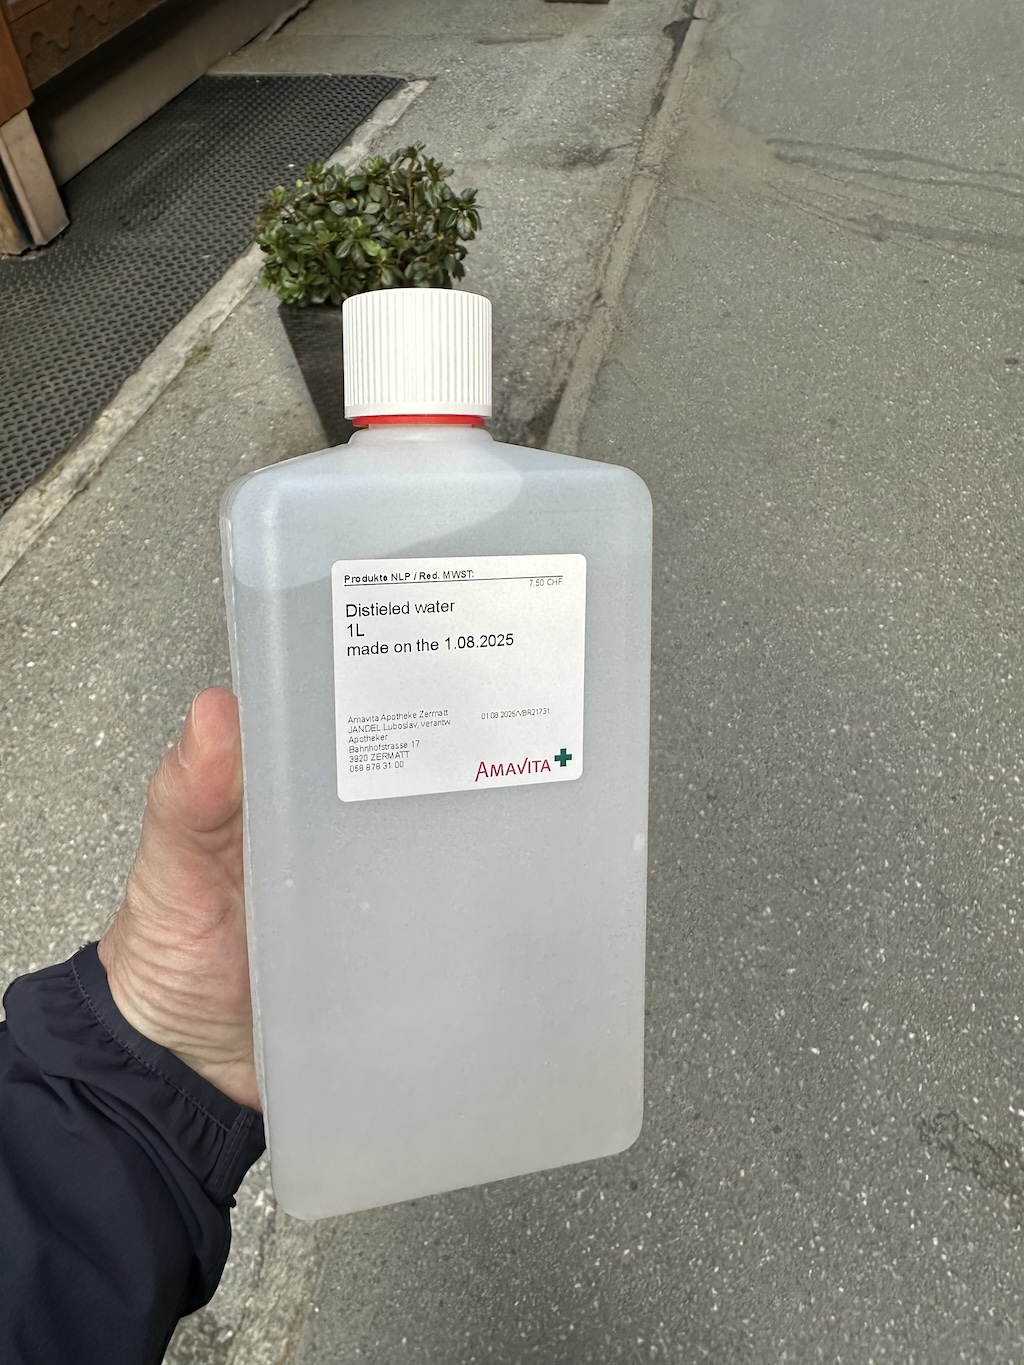 Produkte NLP / Red. MWST:
7.50 CHF
Distieled water
1L
made on the 1.08.2025
Amavita Apotheke Zermatt
JANDEL Luboslav, verantw.
Apotheker
Bahnhofstrasse 17
3920 ZERMATT
058 878 31 00
01.08.2025/VBR21731
AMAVITA